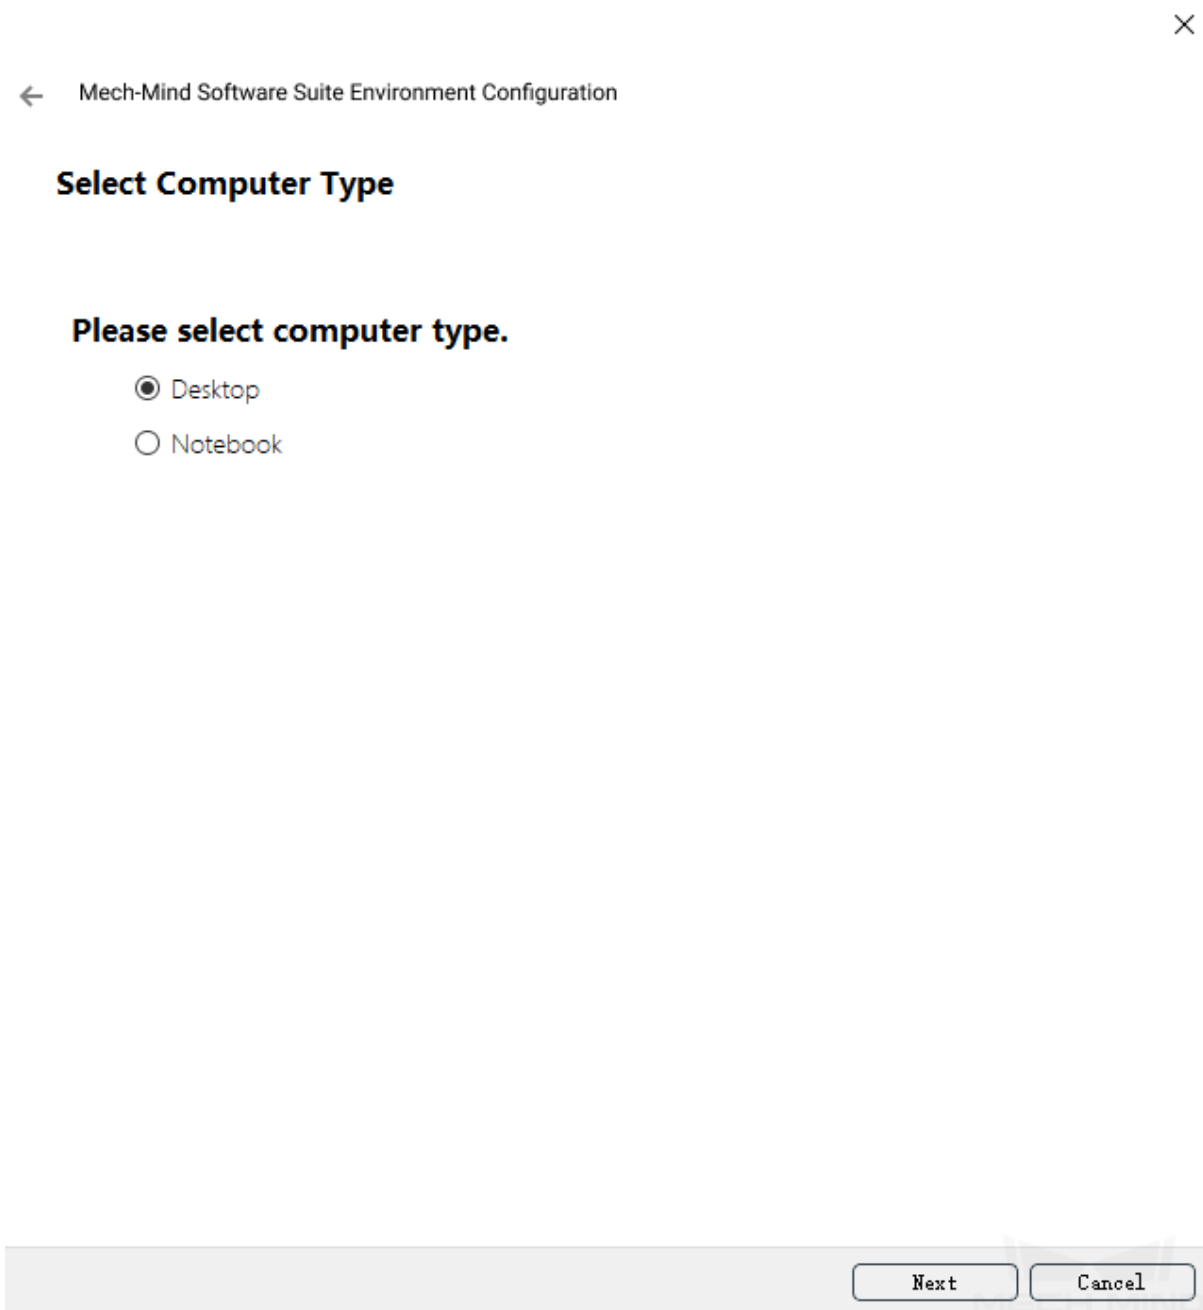 Mech-Mind Software Suite Environment Configuration
Select Computer Type
Please select computer type.
Desktop
Notebook
Next
Cancel